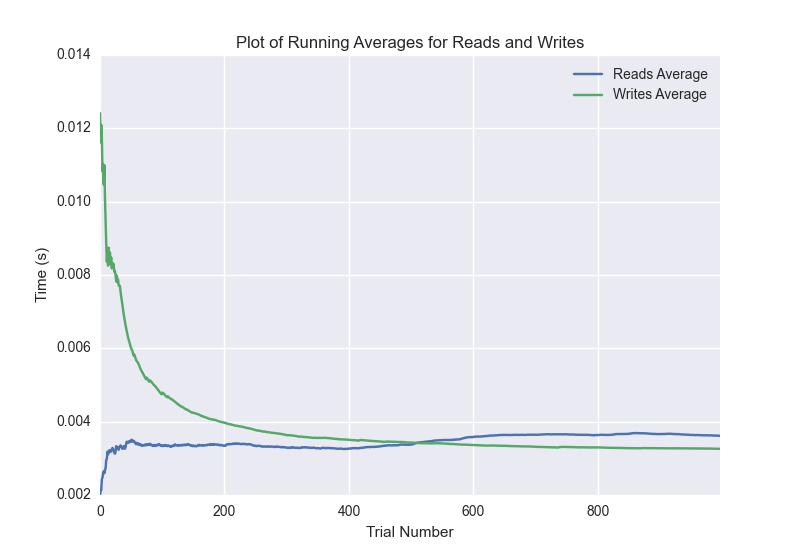 Plot of Running Averages for Reads and Writes
0.014
0.012
0.010
0.008
0.006
0.004
0.002
Time (s)
Reads Average
Writes Average
0
200
400
600
800
Trial Number